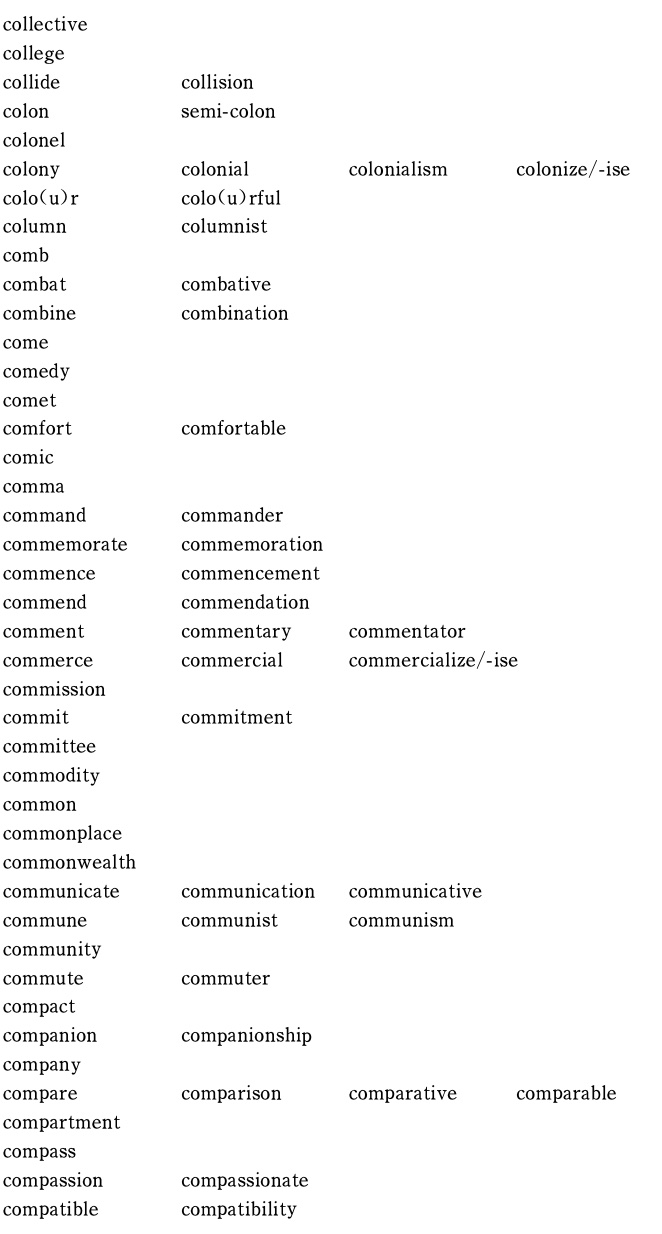 collective
college
collide collision
colon semi-colon
colonel
colony colonial colonialism colonize/-ise
colo(u)r colo(u)rful
column columnist
comb
combat combative
combine combination
come
comedy
comet
comfort comfortable
comic
comma
command commander
commemorate commemoration
commence commencement
commend commendation
comment commentary commentator
commerce commercial commercialize/-ise
commission
commit commitment
committee
commodity
common
commonplace
commonwealth
communicate communication communicative
commune communist communism
community
commute commuter
compact
companion companionship
company
compare comparison comparative comparable
compartment
compass
compassion compassionate
compatible compatibility